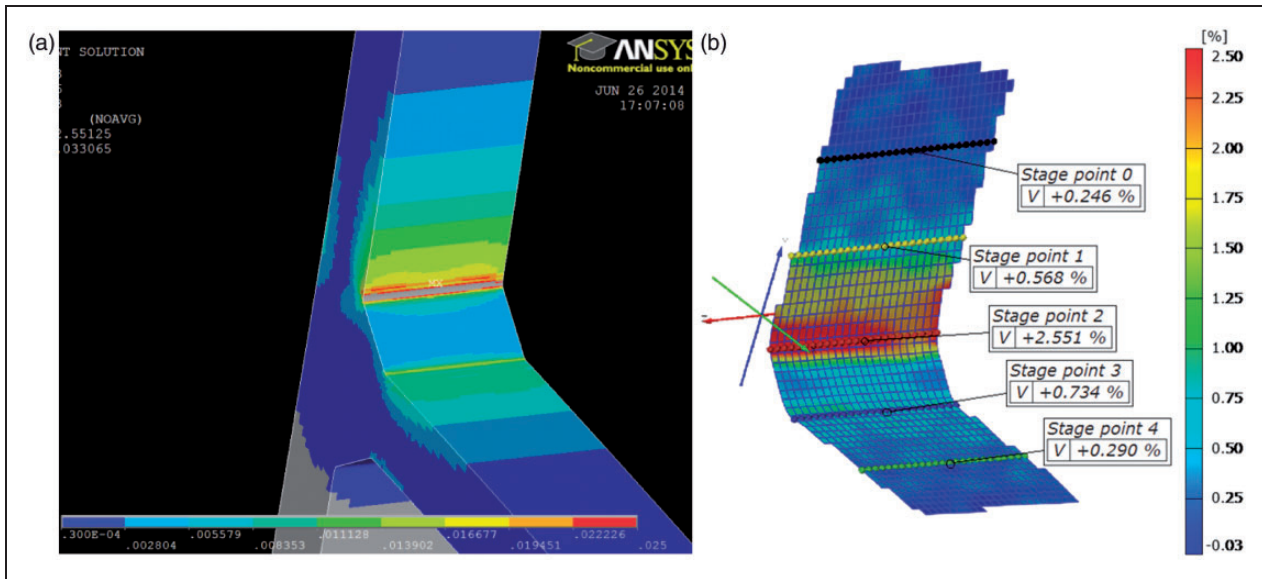 (a)
NT SOLUTION
(NOAVG)
2.55125
.033065
ANSYS
Noncommercial use only
JUN 26 2014
17:07:08
MX
.300E-04
.002804
.005579
.008353
.011128
.013902
.016677
.019451
.022226
.025
(b)
[%]
2.50
2.25
2.00
1.75
1.50
1.25
1.00
0.75
0.50
0.25
-0.03
Stage point 0
V +0.246 %
Stage point 1
V +0.568 %
Stage point 2
V +2.551 %
Stage point 3
V +0.734 %
Stage point 4
V +0.290 %